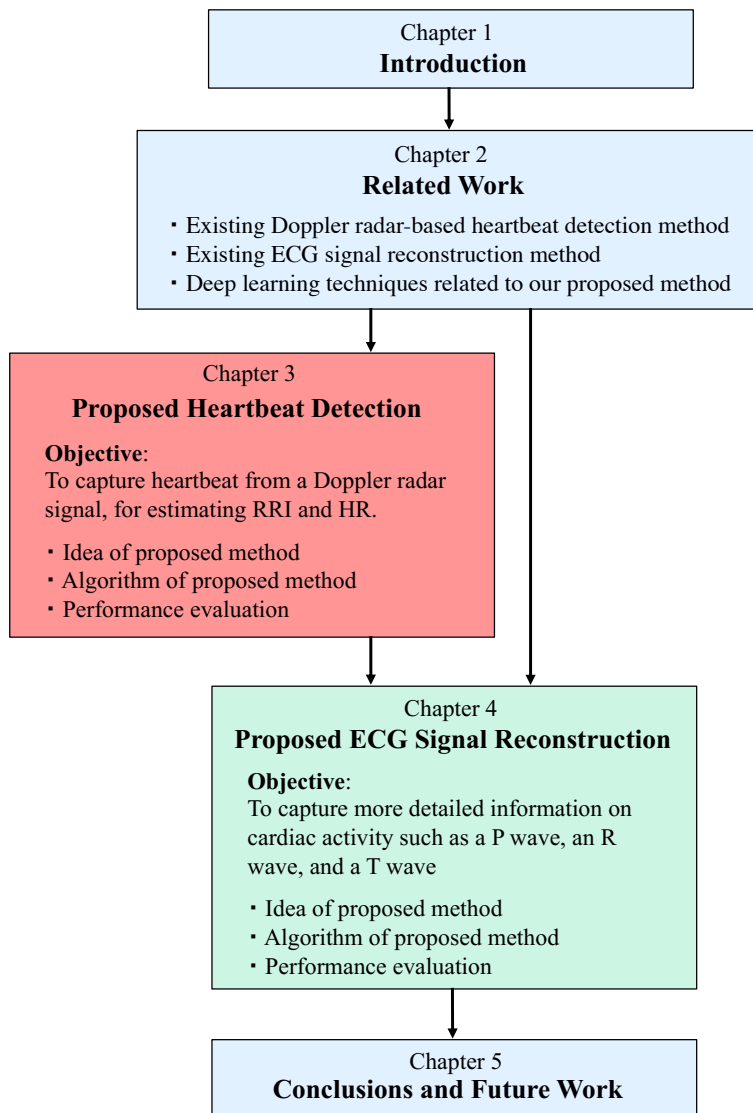 Chapter 1
Introduction
Chapter 2
Related Work
・Existing Doppler radar-based heartbeat detection method
・Existing ECG signal reconstruction method
・Deep learning techniques related to our proposed method
Chapter 3
Proposed Heartbeat Detection
Objective:
To capture heartbeat from a Doppler radar
signal, for estimating RRI and HR.
・Idea of proposed method
・Algorithm of proposed method
・Performance evaluation
Chapter 4
Proposed ECG Signal Reconstruction
Objective:
To capture more detailed information on
cardiac activity such as a P wave, an R
wave, and a T wave
・Idea of proposed method
・Algorithm of proposed method
・Performance evaluation
Chapter 5
Conclusions and Future Work